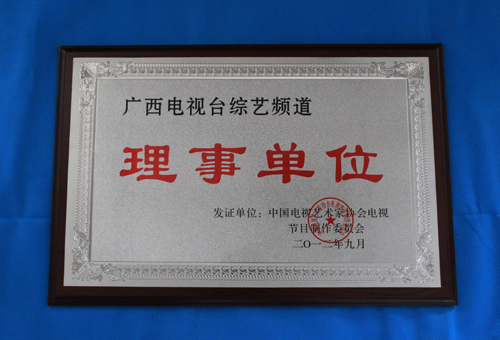 广西电视台综艺频道
理事单位
发证单位：中国电视艺术家协会电视
节目制作委员会
二〇一二年九月